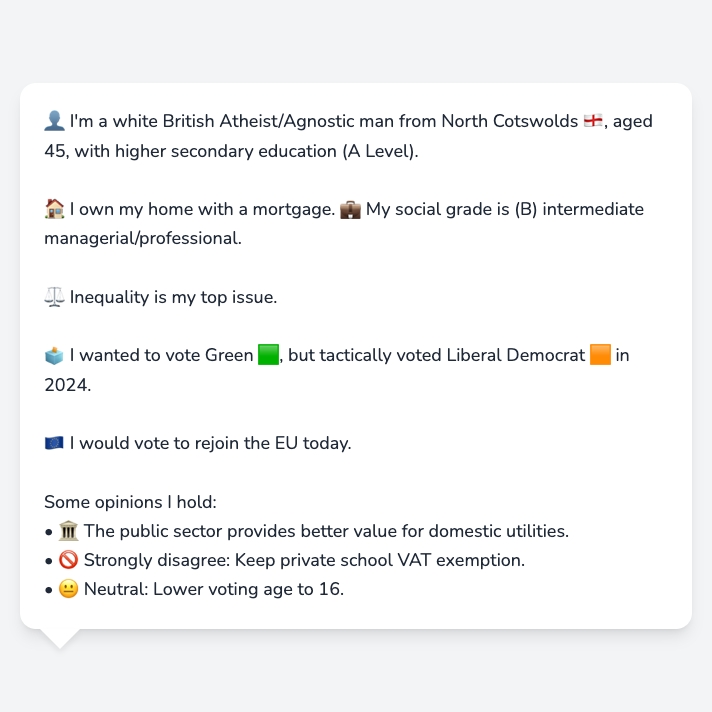 👤 I'm a white British Atheist/Agnostic man from North Cotswolds 🏴󠁧󠁢󠁥󠁮󠁧󠁿, aged
45, with higher secondary education (A Level).
🏠 I own my home with a mortgage. 💼 My social grade is (B) intermediate
managerial/professional.
⚖️ Inequality is my top issue.
🗳️ I wanted to vote Green 🟩, but tactically voted Liberal Democrat 🟧 in
2024.
🇪🇺 I would vote to rejoin the EU today.
Some opinions I hold:
• 🏛️ The public sector provides better value for domestic utilities.
• 🚫 Strongly disagree: Keep private school VAT exemption.
• 😐 Neutral: Lower voting age to 16.